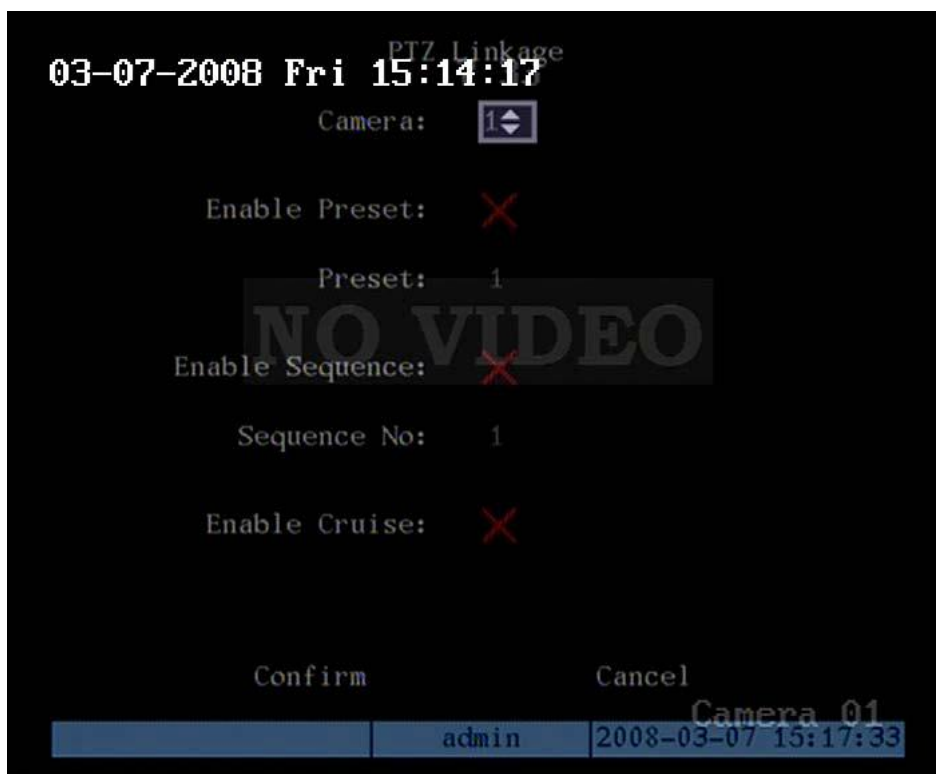 PTZ Linkage
03-07-2008 Fri 15:14:17
Camera: 1
Enable Preset:
Preset: 1
NO VIDEO
Enable Sequence:
Sequence No: 1
Enable Cruise:
Confirm Cancel
Camera 01
admin 2008-03-07 15:17:33